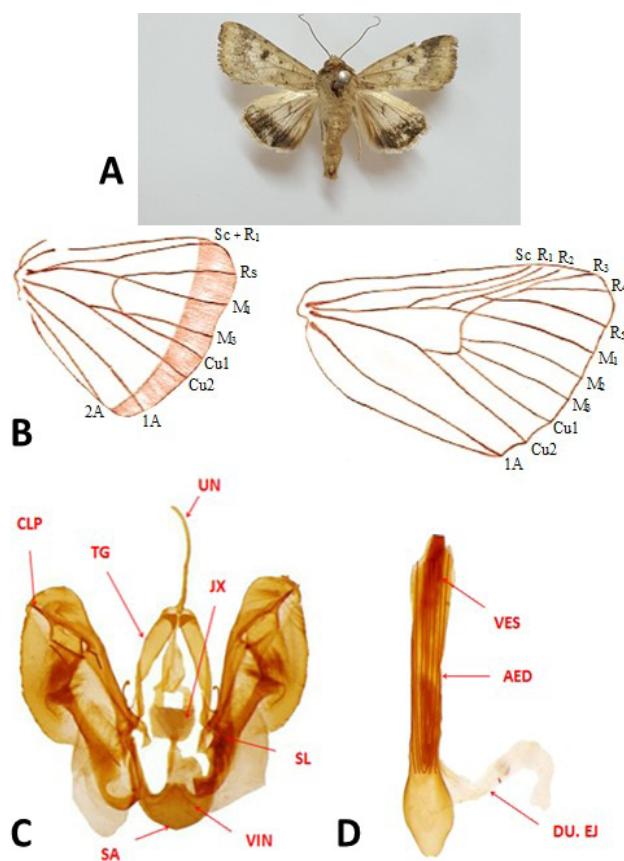 A
Sc + R1
Rs
M1
M3
Cu1
Cu2
1A
2A
B
Sc R1 R2 R3
R4
R5
M1
M2
M3
Cu1
Cu2
1A
UN
CLP
TG
JX
SL
VIN
SA
C
VES
AED
DU. EJ
D